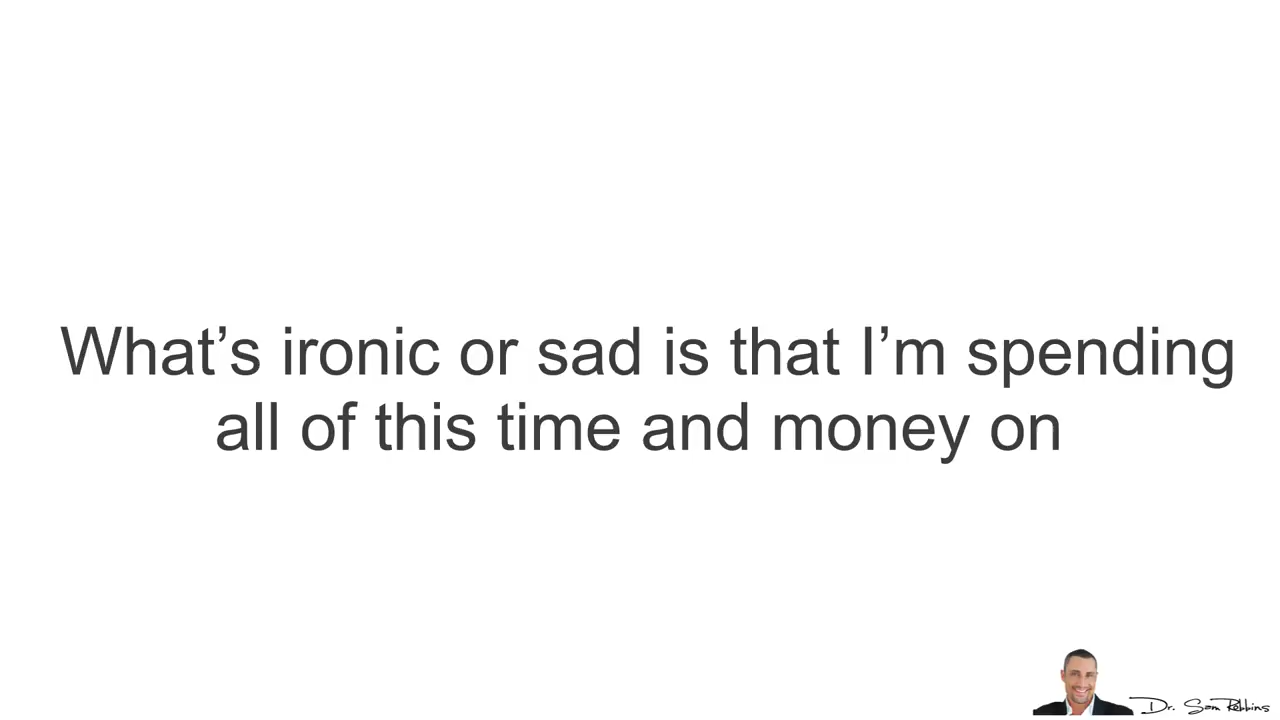 What’s ironic or sad is that I’m spending
all of this time and money on
Dr. Sam Robbins